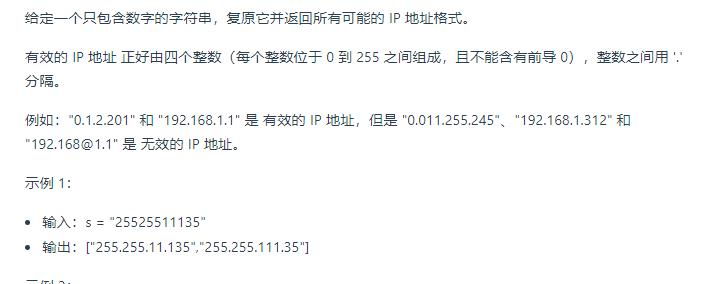 给定一个只包含数字的字符串，复原它并返回所有可能的 IP 地址格式。
有效的 IP 地址 正好由四个整数（每个整数位于 0 到 255 之间组成，且不能含有前导 0），整数之间用 '.'
分隔。
例如："0.1.2.201" 和 "192.168.1.1" 是 有效的 IP 地址，但是 "0.011.255.245"、"192.168.1.312" 和
"192.168@1.1" 是 无效的 IP 地址。
示例 1：
• 输入：s = "25525511135"
• 输出：["255.255.11.135","255.255.111.35"]